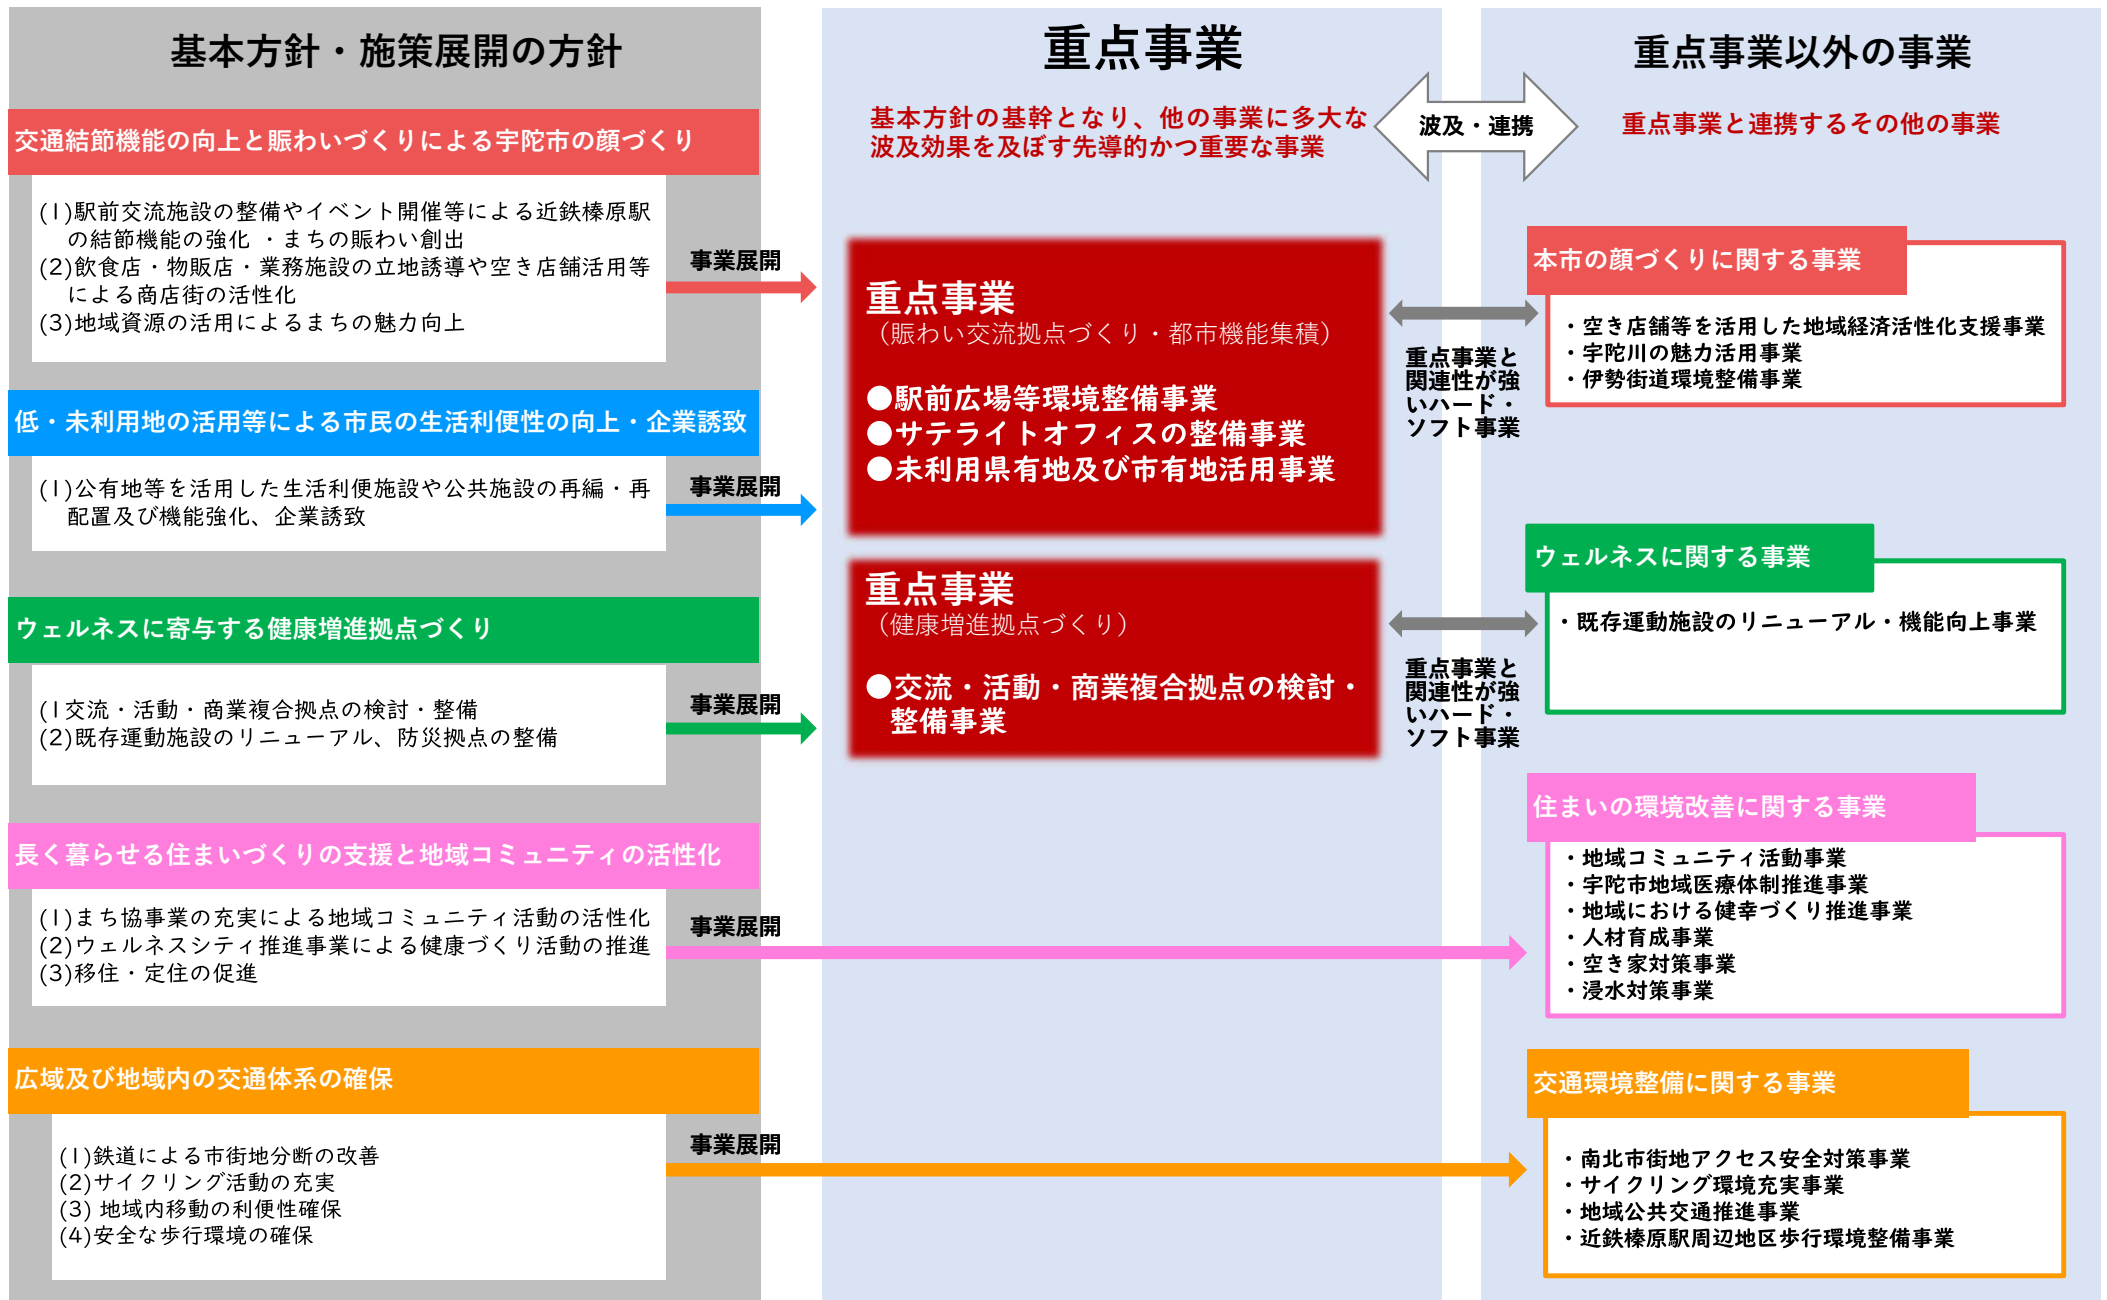 基本方針・施策展開の方針
交通結節機能の向上と賑わいづくりによる宇陀市の顔づくり
(1)駅前交流施設の整備やイベント開催等による近鉄榛原駅
の結節機能の強化 ・まちの賑わい創出
(2)飲食店・物販店・業務施設の立地誘導や空き店舗活用等
による商店街の活性化
(3)地域資源の活用によるまちの魅力向上
事業展開
低・未利用地の活用等による市民の生活利便性の向上・企業誘致
(1)公有地等を活用した生活利便施設や公共施設の再編・再
配置及び機能強化、企業誘致
事業展開
ウェルネスに寄与する健康増進拠点づくり
(1交流・活動・商業複合拠点の検討・整備
(2)既存運動施設のリニューアル、防災拠点の整備
事業展開
長く暮らせる住まいづくりの支援と地域コミュニティの活性化
(1)まち協事業の充実による地域コミュニティ活動の活性化
(2)ウェルネスシティ推進事業による健康づくり活動の推進
(3)移住・定住の促進
事業展開
広域及び地域内の交通体系の確保
(1)鉄道による市街地分断の改善
(2)サイクリング活動の充実
(3) 地域内移動の利便性確保
(4)安全な歩行環境の確保
事業展開
重点事業
基本方針の基幹となり、他の事業に多大な
波及効果を及ぼす先導的かつ重要な事業
波及・連携
重点事業
（賑わい交流拠点づくり・都市機能集積）
●駅前広場等環境整備事業
●サテライトオフィスの整備事業
●未利用県有地及び市有地活用事業
重点事業と
関連性が強
いハード・
ソフト事業
重点事業
（健康増進拠点づくり）
●交流・活動・商業複合拠点の検討・
整備事業
重点事業と
関連性が強
いハード・
ソフト事業
重点事業以外の事業
重点事業と連携するその他の事業
本市の顔づくりに関する事業
・空き店舗等を活用した地域経済活性化支援事業
・宇陀川の魅力活用事業
・伊勢街道環境整備事業
ウェルネスに関する事業
・既存運動施設のリニューアル・機能向上事業
住まいの環境改善に関する事業
・地域コミュニティ活動事業
・宇陀市地域医療体制推進事業
・地域における健幸づくり推進事業
・人材育成事業
・空き家対策事業
・浸水対策事業
交通環境整備に関する事業
・南北市街地アクセス安全対策事業
・サイクリング環境充実事業
・地域公共交通推進事業
・近鉄榛原駅周辺地区歩行環境整備事業